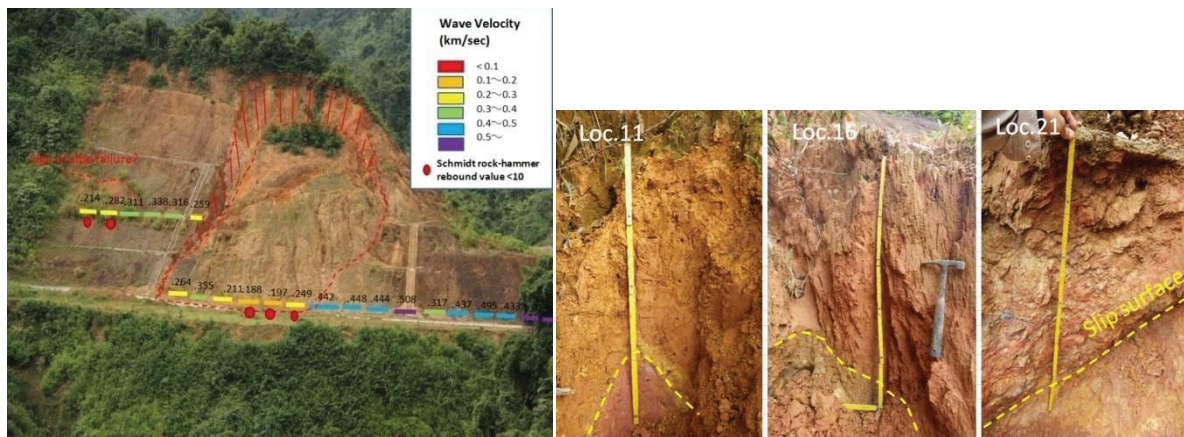 Wave Velocity
(km/sec)
< 0.1
0.1～0.2
0.2～0.3
0.3～0.4
0.4～0.5
0.5～
Schmidt rock-hammer
rebound value <10
.214 .282 .311 .338 .316 .259
.264 .355 .211 .188 .197 .249 .442 .448 .444 .508 .317 .437 .495 .433
Loc.11
Loc.16
Loc.21
Slip surface